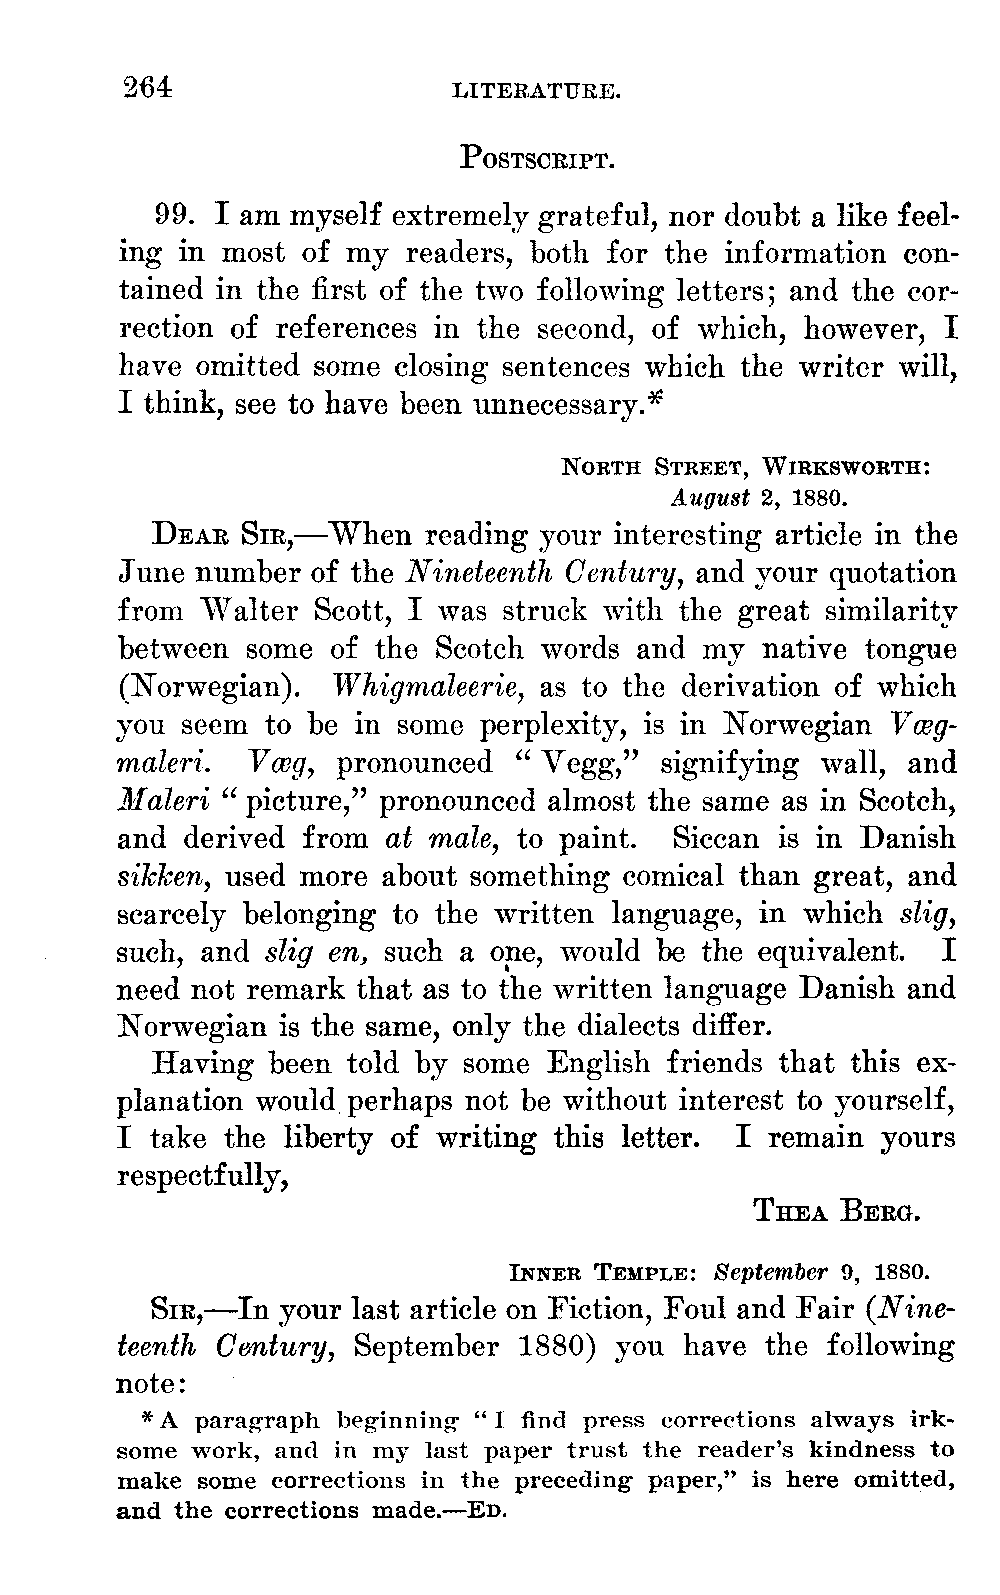 264 LITERATURE.
POSTSCRIPT.
99. I am myself extremely grateful, nor doubt a like feel-
ing in most of my readers, both for the information con-
tained in the first of the two following letters; and the cor-
rection of references in the second, of which, however, I
have omitted some closing sentences which the writer will,
I think, see to have been unnecessary.*
NORTH STREET, WIRKSWORTH:
August 2, 1880.
DEAR SIR,—When reading your interesting article in the
June number of the Nineteenth Century, and your quotation
from Walter Scott, I was struck with the great similarity
between some of the Scotch words and my native tongue
(Norwegian). Whigmaleerie, as to the derivation of which
you seem to be in some perplexity, is in Norwegian Væg-
maleri. Væg, pronounced “Vegg,” signifying wall, and
Maleri “picture,” pronounced almost the same as in Scotch,
and derived from at male, to paint. Siccan is in Danish
sikken, used more about something comical than great, and
scarcely belonging to the written language, in which slig,
such, and slig en, such a one, would be the equivalent. I
need not remark that as to the written language Danish and
Norwegian is the same, only the dialects differ.
Having been told by some English friends that this ex-
planation would perhaps not be without interest to yourself,
I take the liberty of writing this letter. I remain yours
respectfully,
THEA BERG.
INNER TEMPLE: September 9, 1880.
SIR,—In your last article on Fiction, Foul and Fair (Nine-
teenth Century, September 1880) you have the following
note:
* A paragraph beginning “I find press corrections always irk-
some work, and in my last paper trust the reader’s kindness to
make some corrections in the preceding paper,” is here omitted,
and the corrections made.—ED.